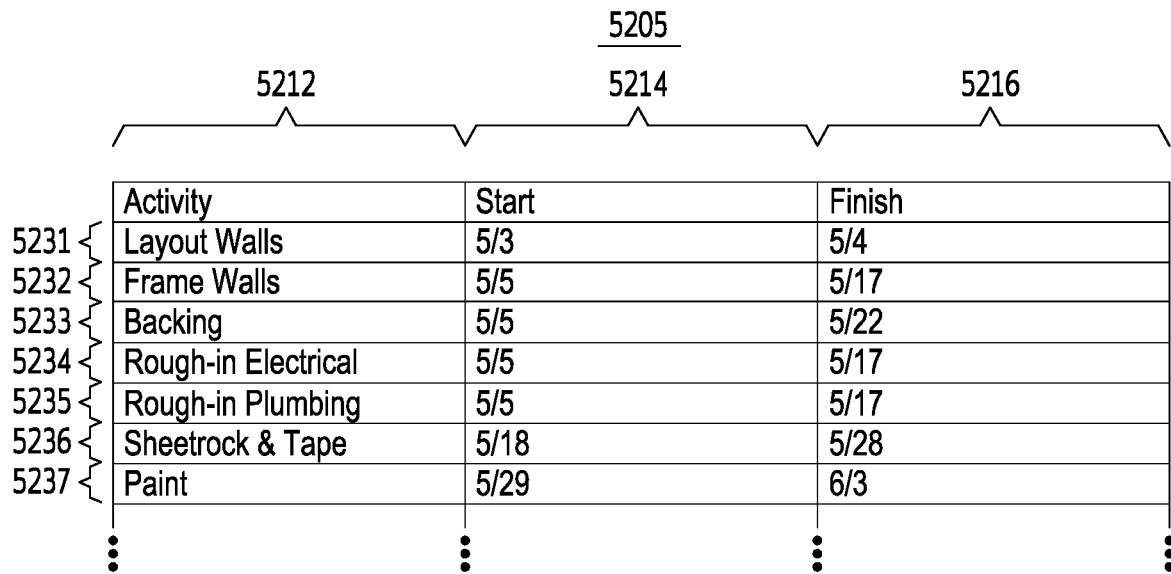 5205
5212 5214 5216
Activity Start Finish
5231 Layout Walls 5/3 5/4
5232 Frame Walls 5/5 5/17
5233 Backing 5/5 5/22
5234 Rough-in Electrical 5/5 5/17
5235 Rough-in Plumbing 5/5 5/17
5236 Sheetrock & Tape 5/18 5/28
5237 Paint 5/29 6/3